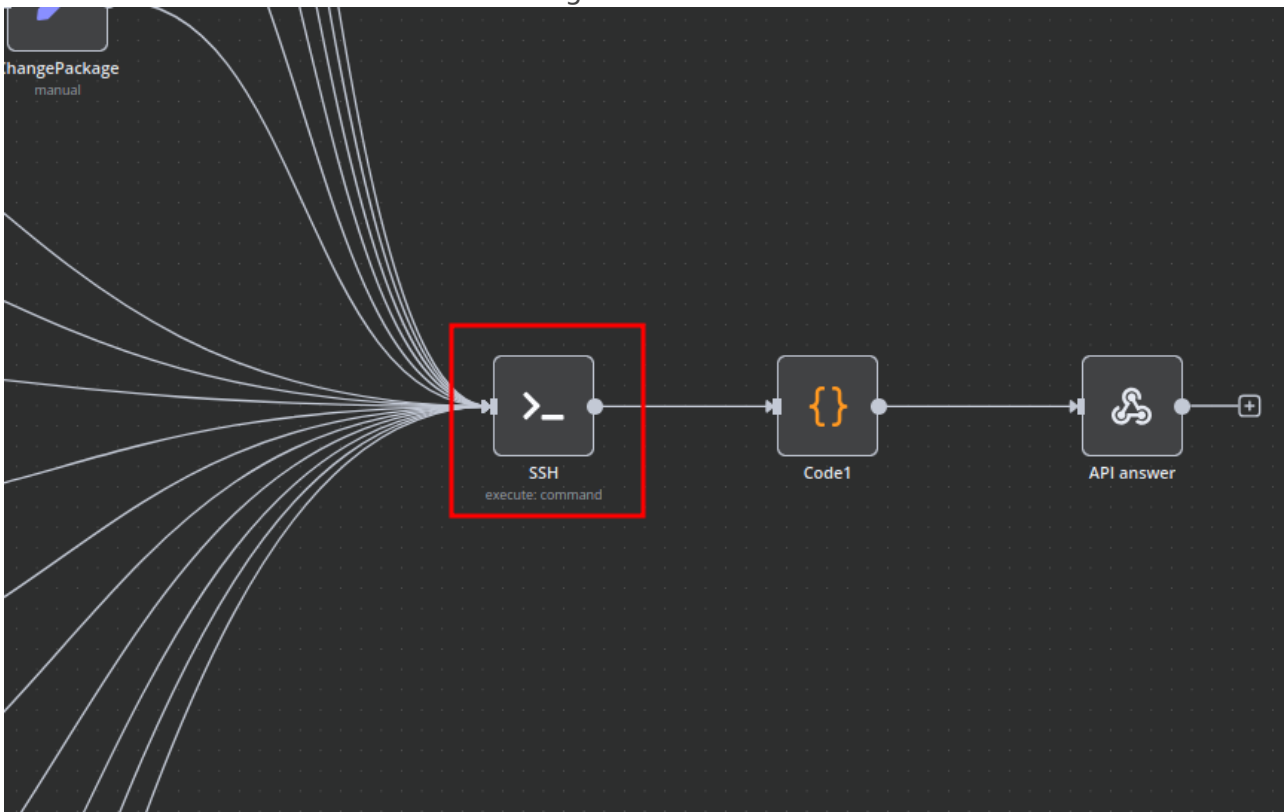 hangePackage
manual
SSH
execute: command
Code1
API answer